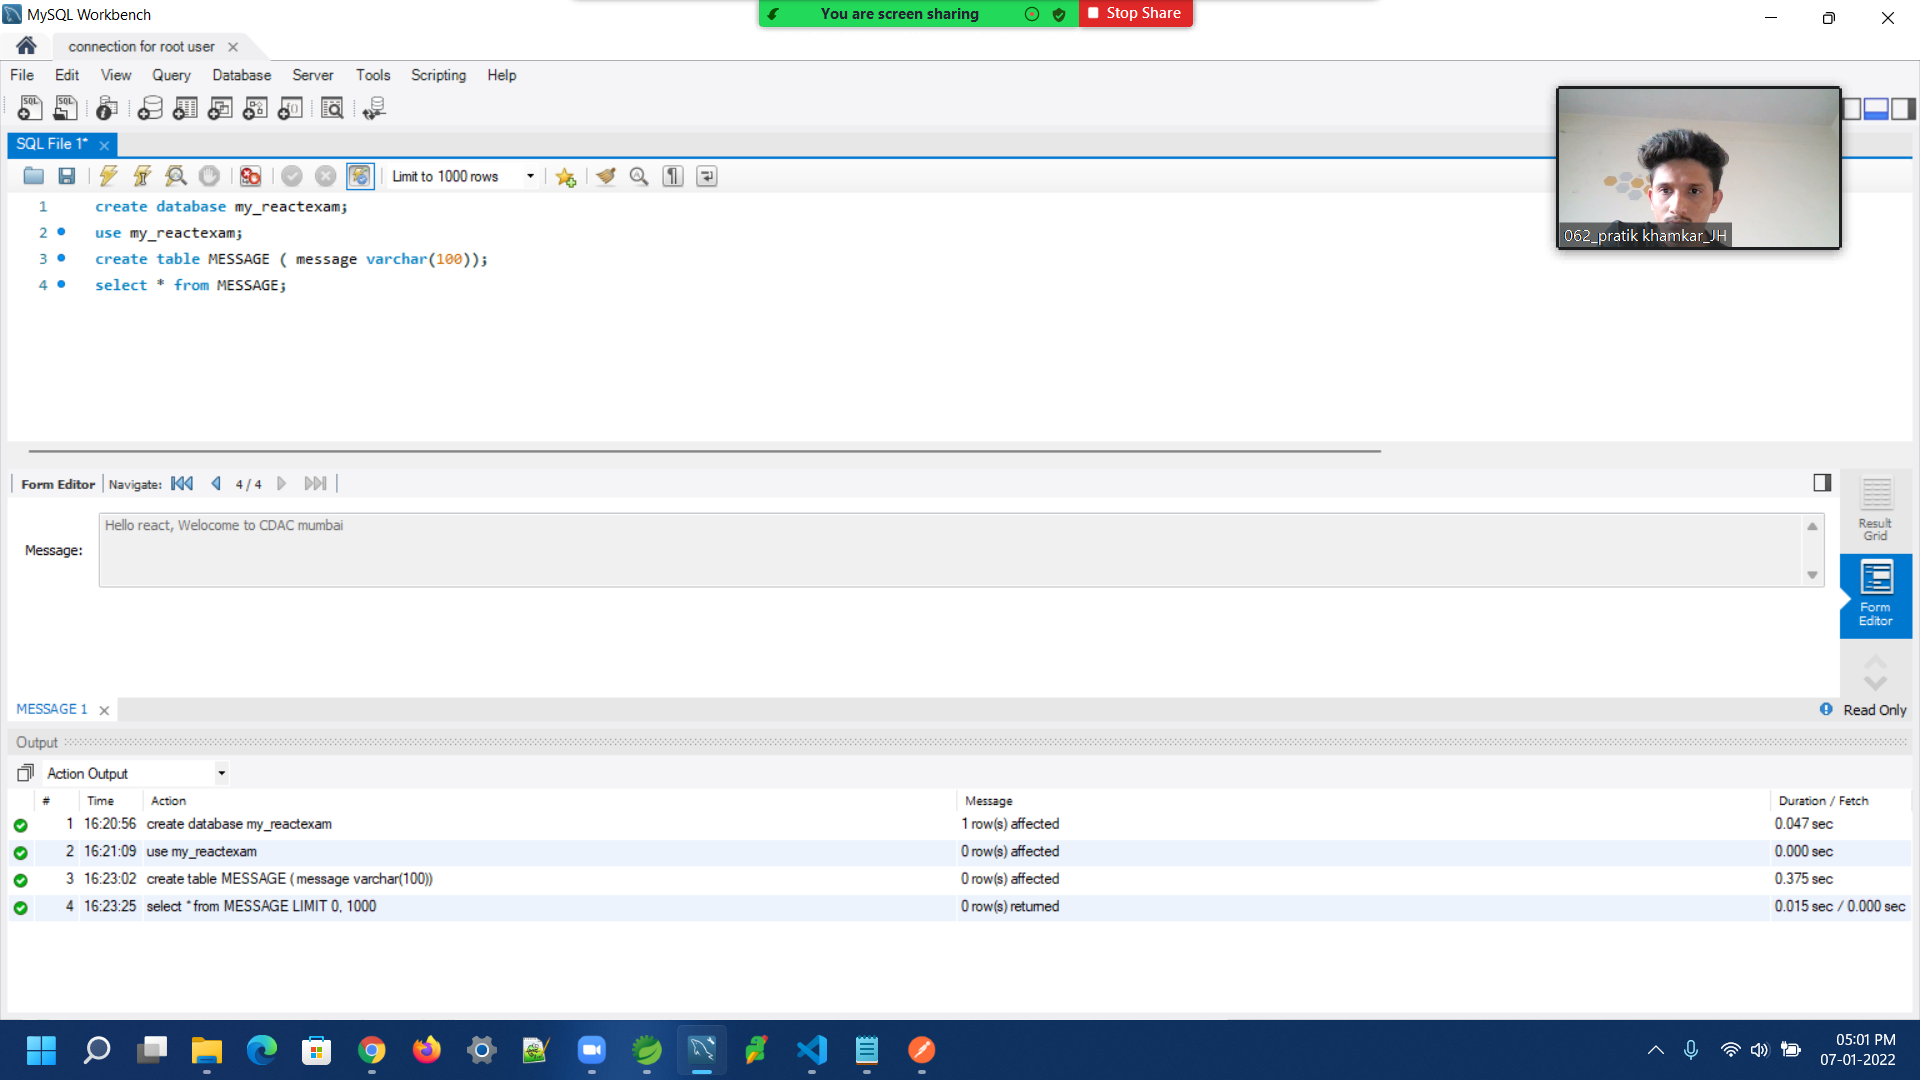 MySQL Workbench
You are screen sharing
Stop Share
connection for root user
File Edit View Query Database Server Tools Scripting Help
SQL File 1*
Limit to 1000 rows
1 create database my_reactexam;
2 use my_reactexam;
3 create table MESSAGE ( message varchar(100));
4 select * from MESSAGE;
062_pratik khamkar_JH
Form Editor Navigate: 4 / 4
Hello react, Welocome to CDAC mumbai
Message:
Result
Grid
Form
Editor
MESSAGE 1
Read Only
Output
Action Output
# Time Action Message Duration / Fetch
1 16:20:56 create database my_reactexam 1 row(s) affected 0.047 sec
2 16:21:09 use my_reactexam 0 row(s) affected 0.000 sec
3 16:23:02 create table MESSAGE ( message varchar(100)) 0 row(s) affected 0.375 sec
4 16:23:25 select * from MESSAGE LIMIT 0, 1000 0 row(s) returned 0.015 sec / 0.000 sec
05:01 PM
07-01-2022